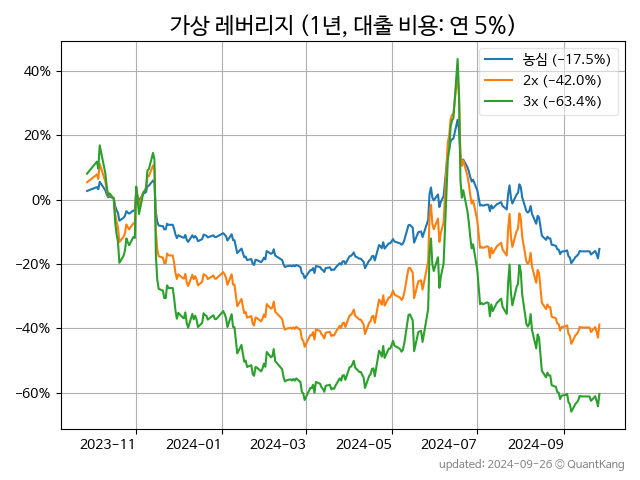 가상 레버리지 (1년, 대출 비용: 연 5%)
농심 (−17.5%)
2x (−42.0%)
3x (−63.4%)
40%
20%
0%
−20%
−40%
−60%
2023-11 2024-01 2024-03 2024-05 2024-07 2024-09
updated: 2024-09-26 © QuantKang